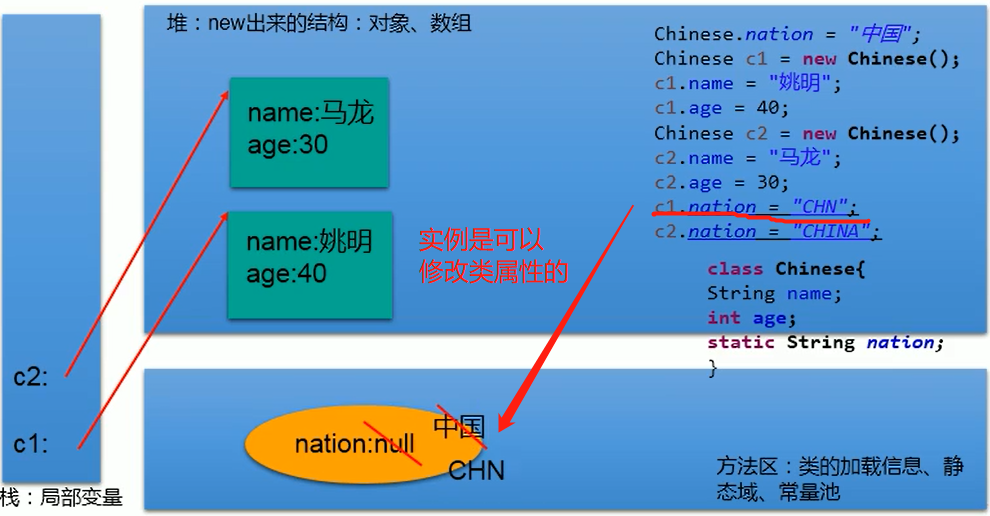 堆：new出来的结构：对象、数组
Chinese.nation = "中国";
Chinese c1 = new Chinese();
c1.name = "姚明";
c1.age = 40;
Chinese c2 = new Chinese();
c2.name = "马龙";
c2.age = 30;
c1.nation = "CHN";
c2.nation = "CHINA";
class Chinese{
String name;
int age;
static String nation;
}
name:马龙
age:30
name:姚明
age:40
实例是可以
修改类属性的
c2:
c1:
栈：局部变量
nation:null
中国
CHN
方法区：类的加载信息、静
态域、常量池